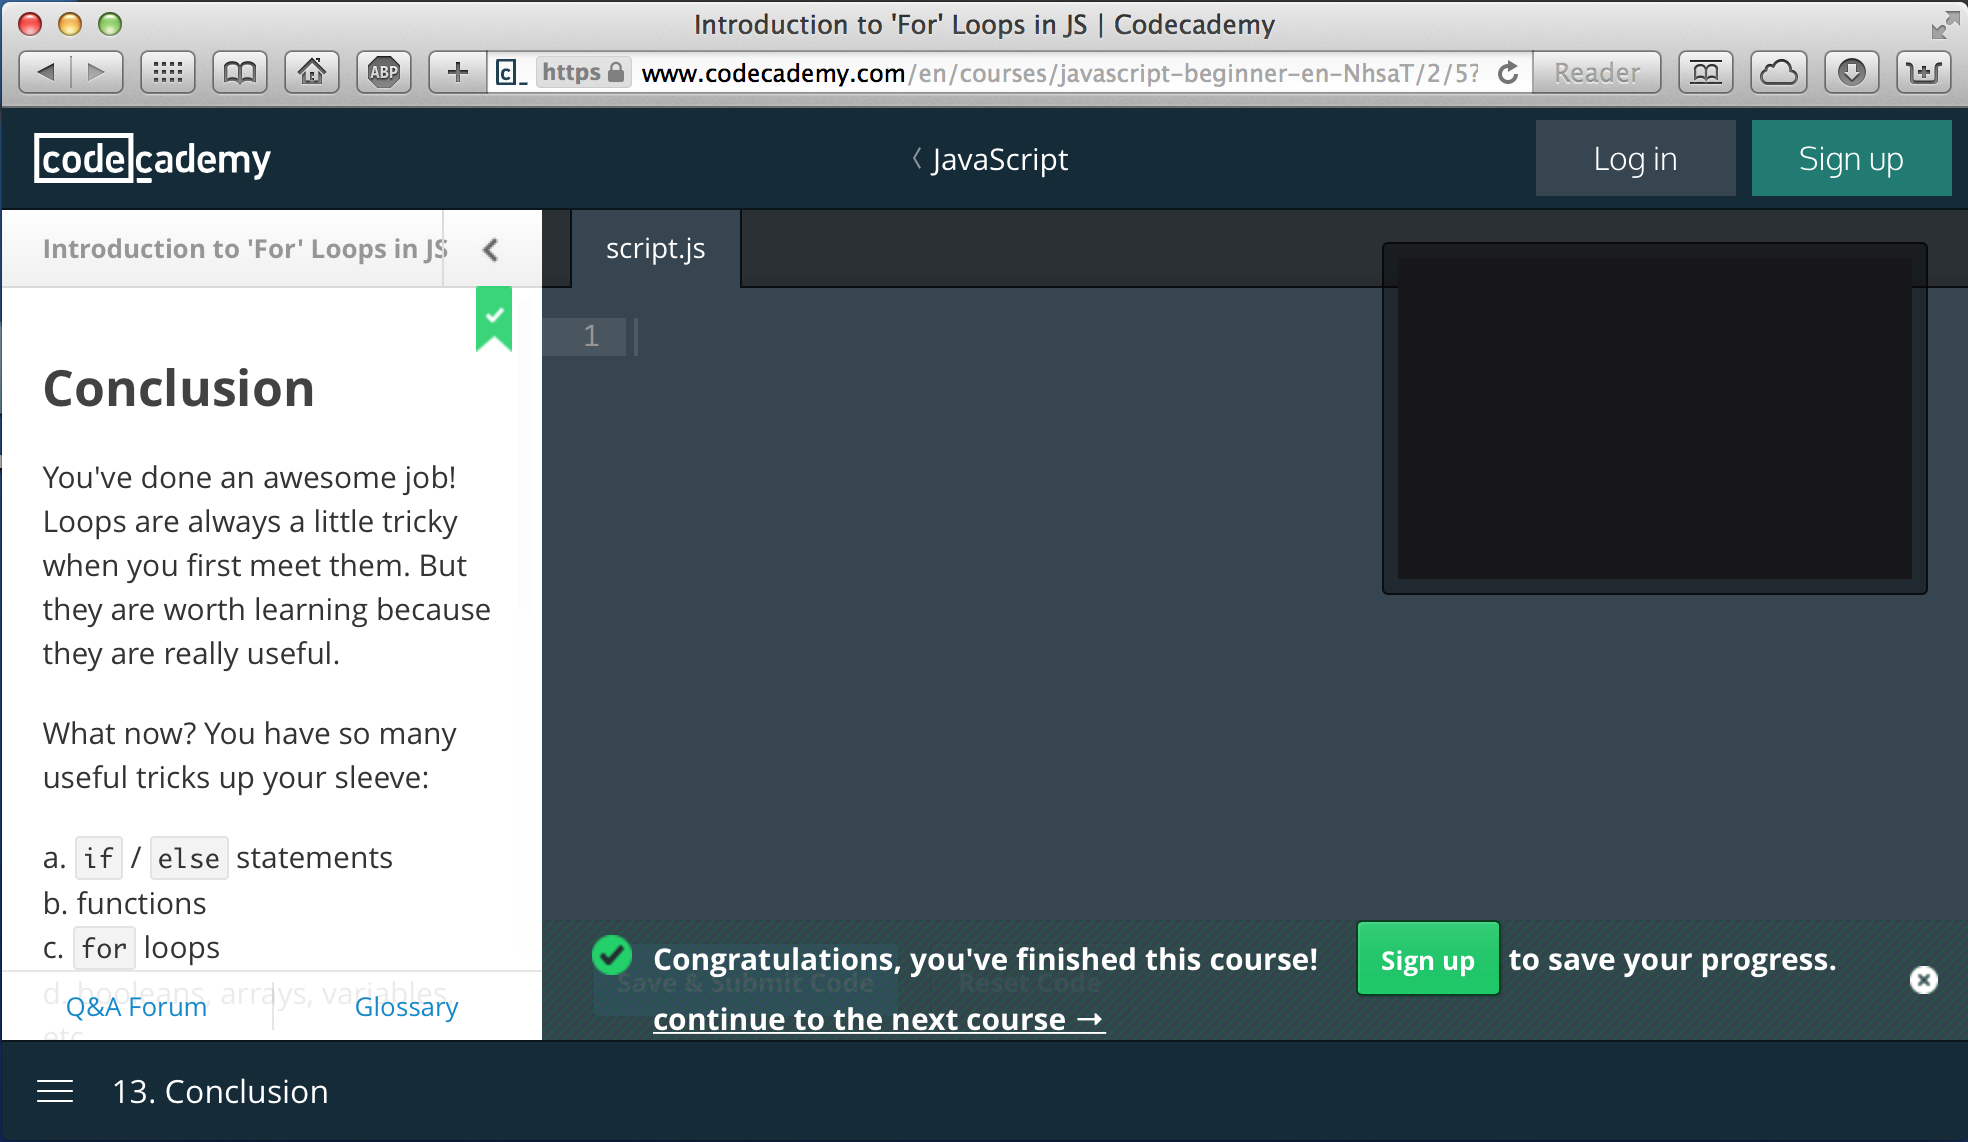 Introduction to 'For' Loops in JS | Codecademy
ABP
c_ https www.codecademy.com/en/courses/javascript-beginner-en-NhsaT/2/5?
Reader
codecademy
〈 JavaScript
Log in
Sign up
Introduction to 'For' Loops in JS
script.js
1
Conclusion
You've done an awesome job!
Loops are always a little tricky
when you first meet them. But
they are worth learning because
they are really useful.
What now? You have so many
useful tricks up your sleeve:
a. if / else statements
b. functions
c. for loops
d. booleans, arrays, variables,
etc.
Q&A Forum
Glossary
Congratulations, you've finished this course! Sign up to save your progress.
Save & Submit Code
Reset Code
continue to the next course →
13. Conclusion